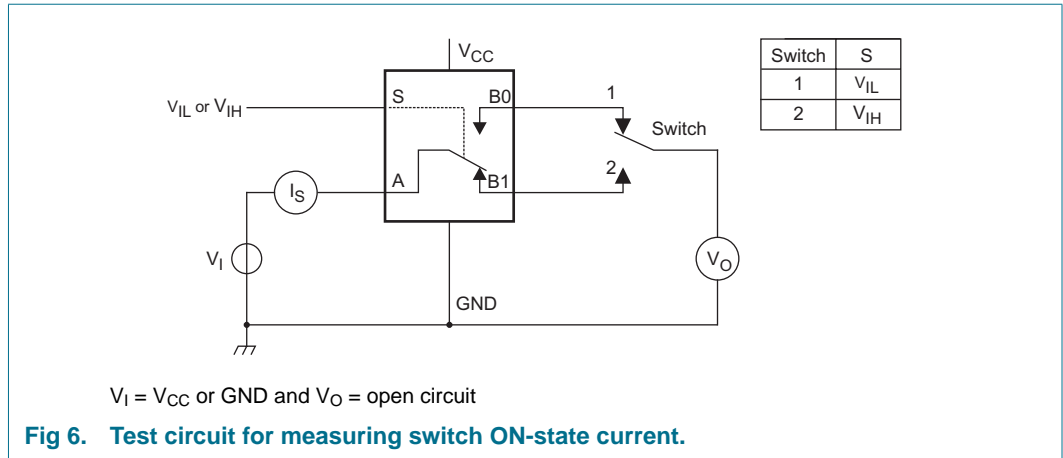 VCC
Switch S
1 VIL
2 VIH
VIL or VIH
S
B0
1
Switch
2
A
B1
IS
VI
VO
GND
VI = VCC or GND and VO = open circuit
Fig 6. Test circuit for measuring switch ON-state current.